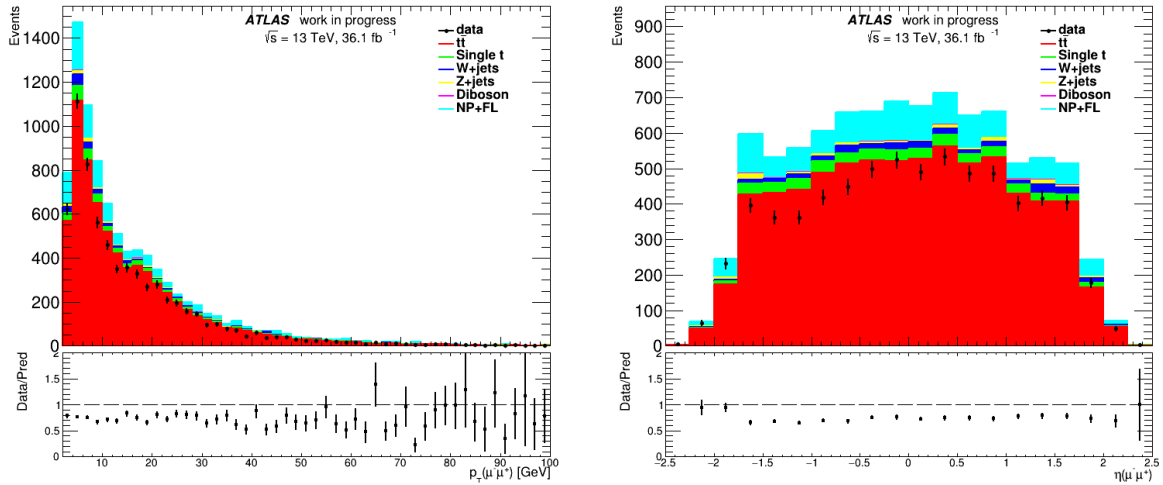 ATLAS work in progress
√s = 13 TeV, 36.1 fb⁻¹
Events
data
tt
Single t
W+jets
Z+jets
Diboson
NP+FL
1400
1200
1000
800
600
400
200
0
Data/Pred
2
1.5
1
0.5
0
10 20 30 40 50 60 70 80 90 100
p_T(μ⁻μ⁺) [GeV]
ATLAS work in progress
√s = 13 TeV, 36.1 fb⁻¹
Events
data
tt
Single t
W+jets
Z+jets
Diboson
NP+FL
900
800
700
600
500
400
300
200
100
0
Data/Pred
2
1.5
1
0.5
0
−2.5 −2 −1.5 −1 −0.5 0 0.5 1 1.5 2 2.5
η(μ⁻μ⁺)